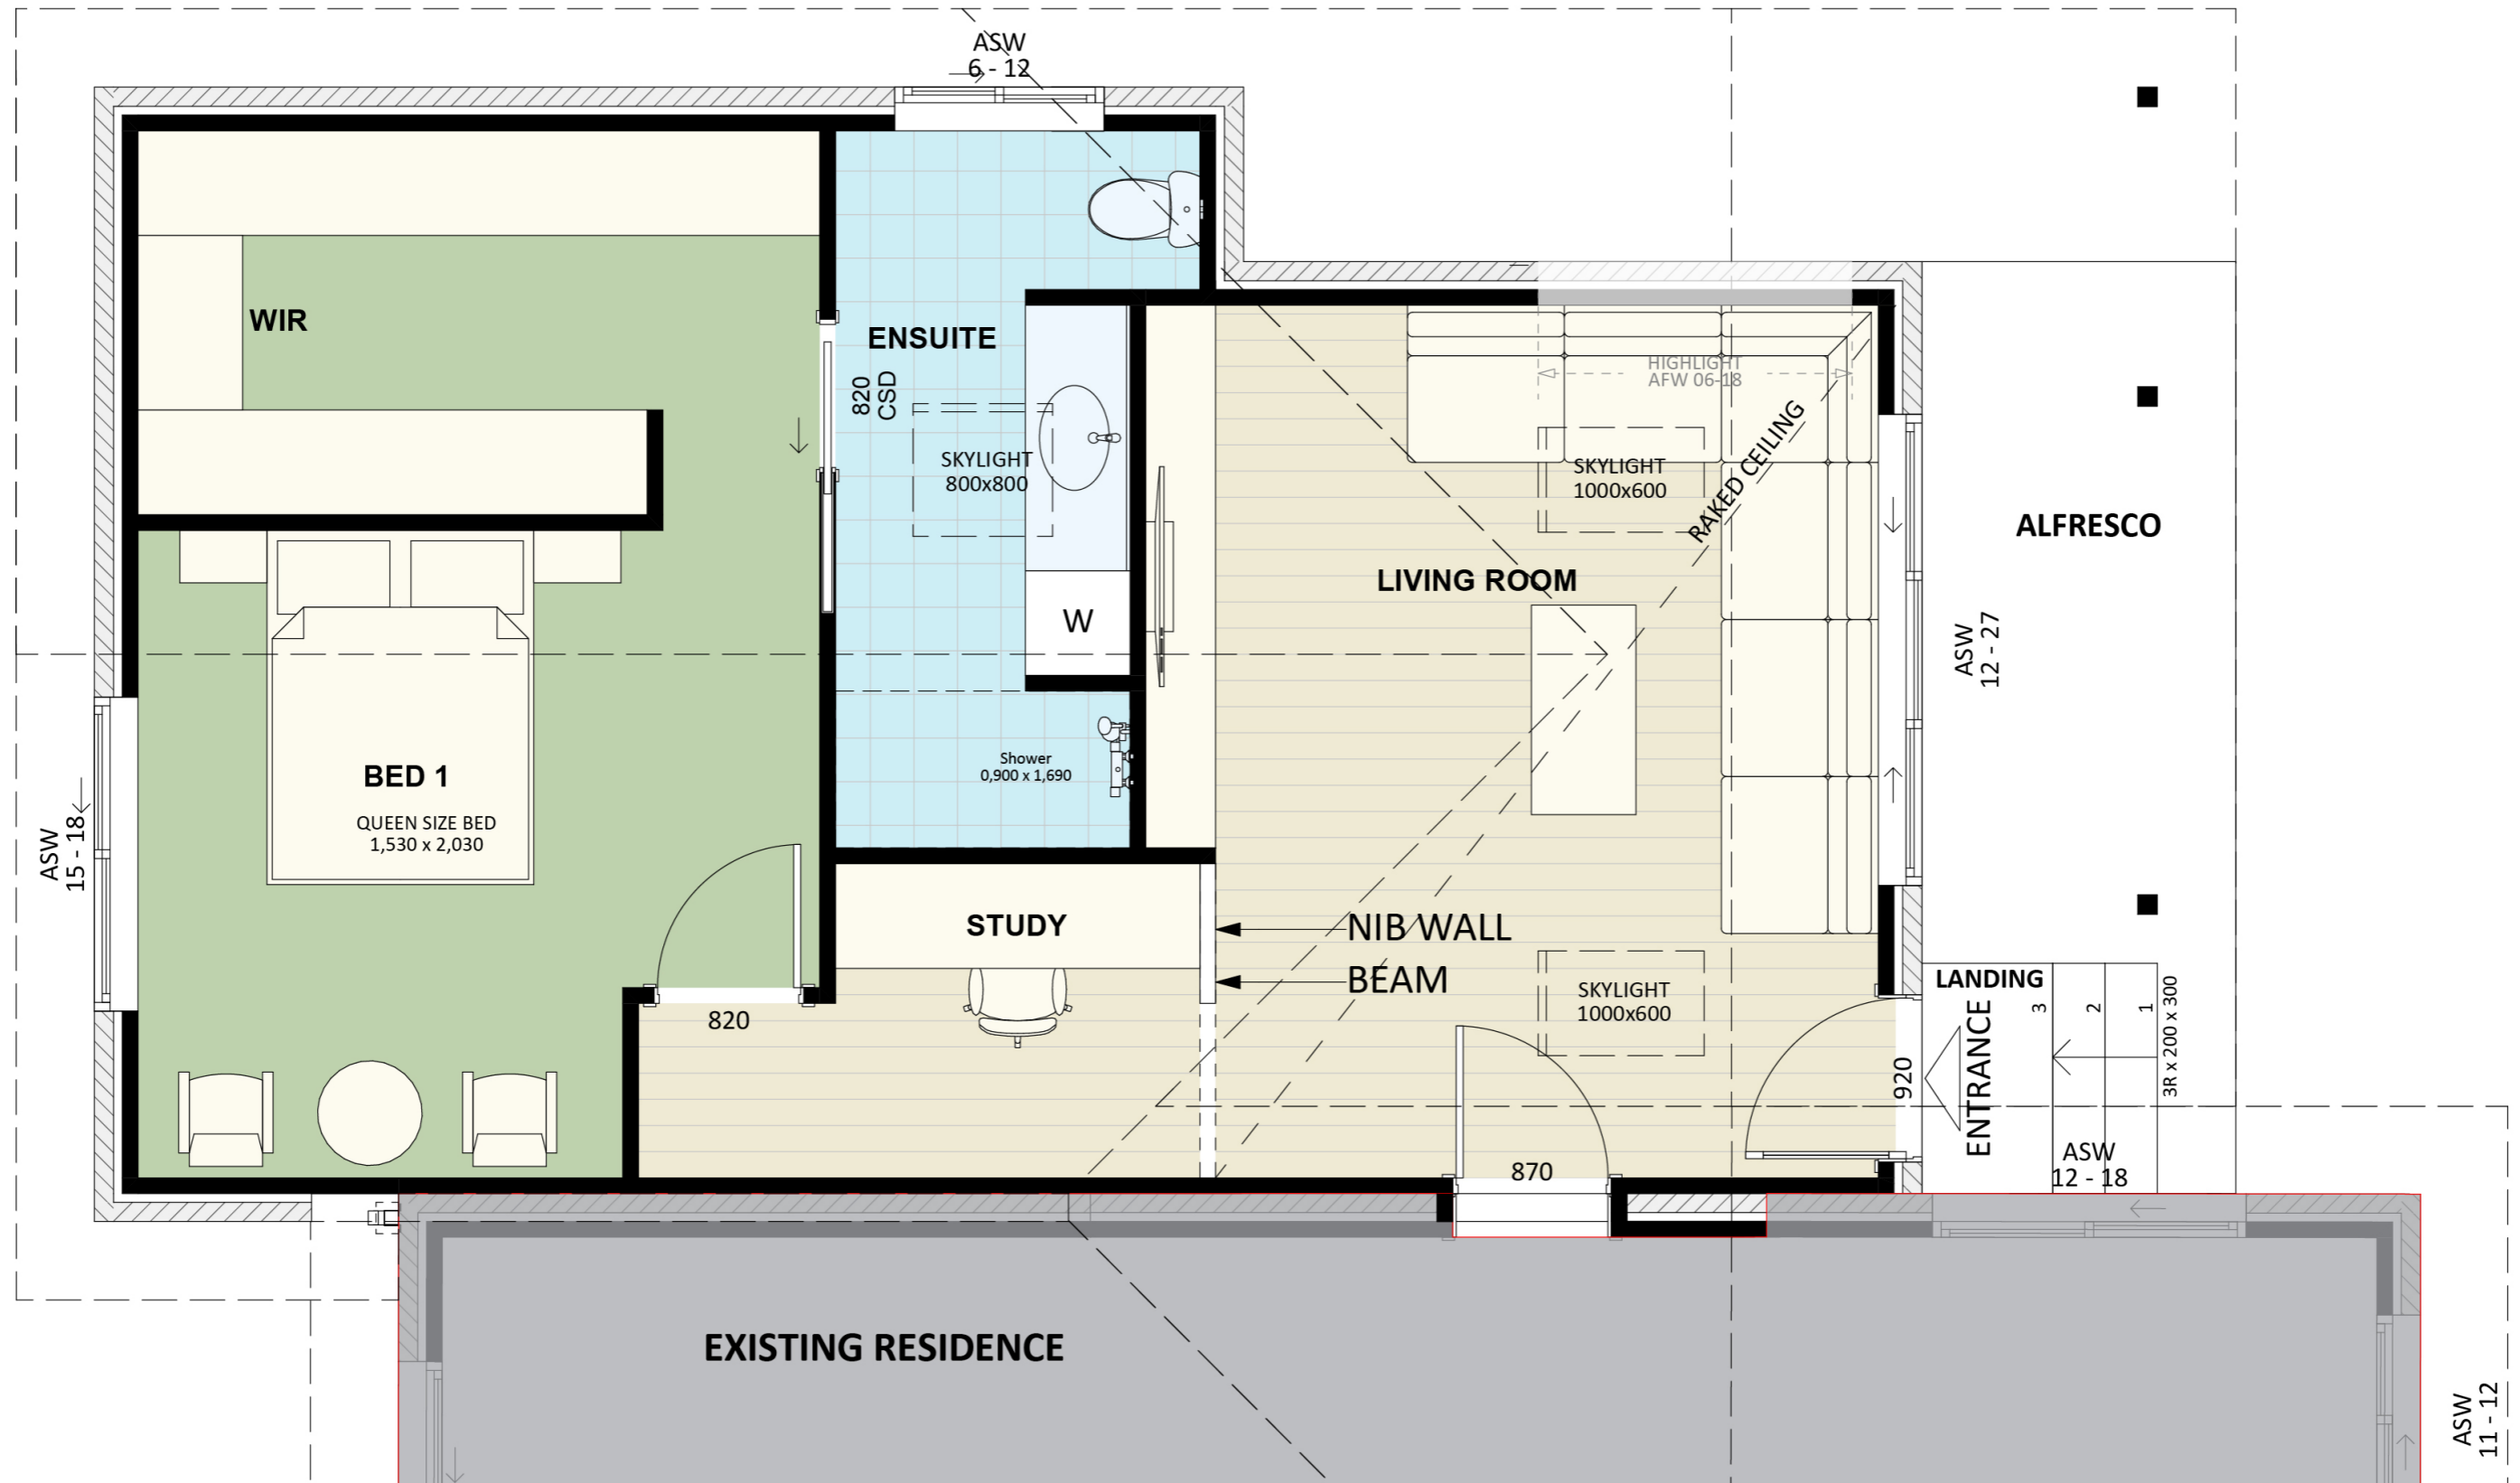 ASW
6 - 12
WIR
ENSUITE
820
CSD
SKYLIGHT
800x800
W
HIGHLIGHT
AFW 06-18
SKYLIGHT
1000x600
RAKED CEILING
LIVING ROOM
ALFRESCO
ASW
12 - 27
BED 1
QUEEN SIZE BED
1,530 x 2,030
Shower
0,900 x 1,690
ASW
15 - 18
STUDY
NIB WALL
BEAM
SKYLIGHT
1000x600
820
LANDING
ENTRANCE
3
2
1
3R x 200 x 300
920
870
ASW
12 - 18
EXISTING RESIDENCE
ASW
11 - 12